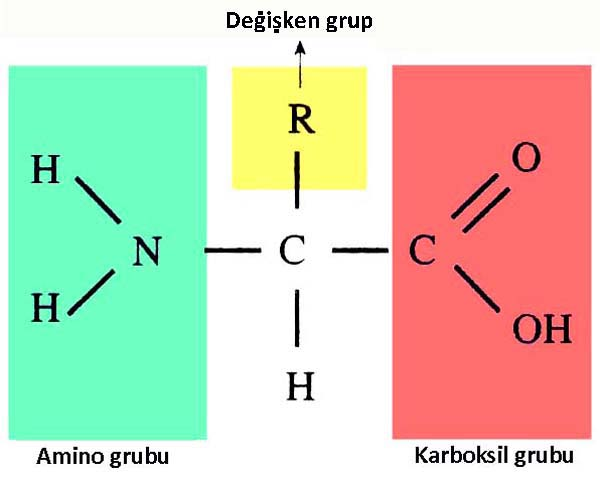 Değişken grup
R
H
O
N
C
C
H
OH
H
Amino grubu
Karboksil grubu